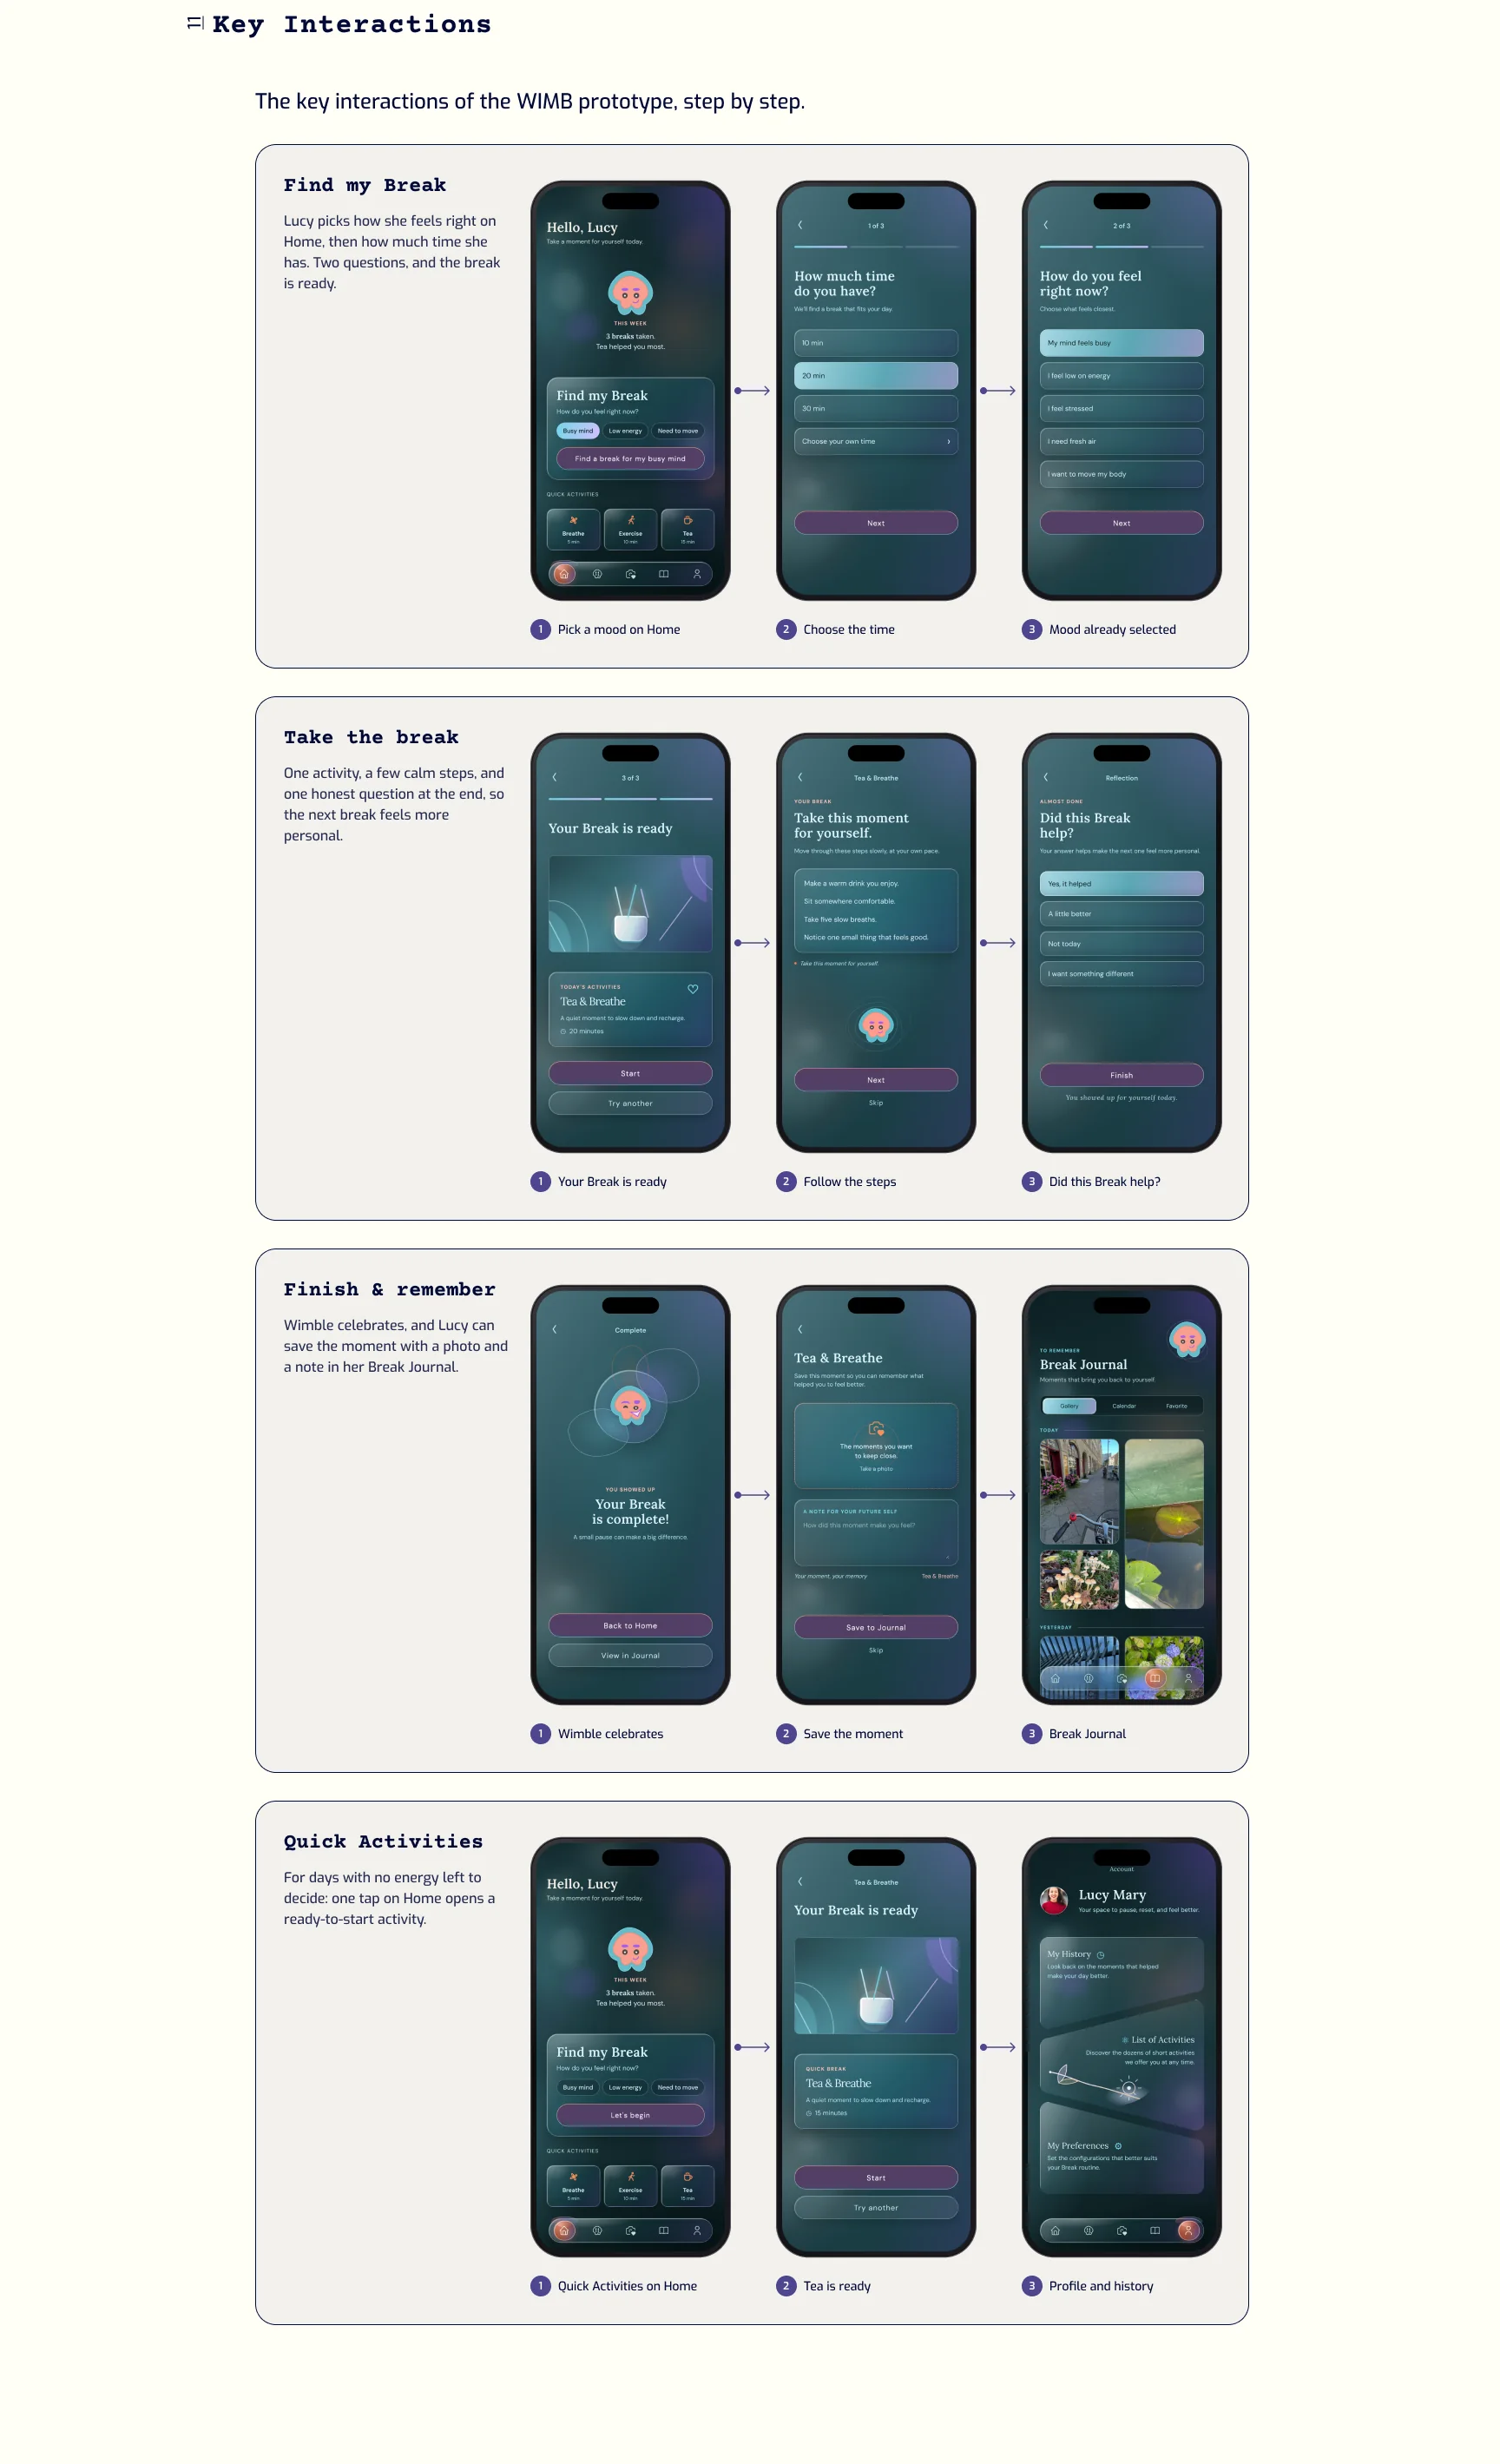 11 Key Interactions
The key interactions of the WIMB prototype, step by step.
Find my Break
Lucy picks how she feels right on
Home, then how much time she
has. Two questions, and the break
is ready.
Hello, Lucy
Take a moment for yourself today.
THIS WEEK
3 breaks taken.
Tea helped you most.
Find my Break
How do you feel right now?
Busy mind
Low energy
Need to move
Find a break for my busy mind
QUICK ACTIVITIES
Breathe
Exercise
Tea
5 min.
10 min
15 min
1 of 3
How much time
do you have?
We'll find a break that fits your day.
10 min
20 min
30 min
Choose your own time
Next
2 of 3
How do you feel
right now?
Choose what feels closest.
My mind feels busy
I feel low on energy
I feel stressed
I need fresh air
I want to move my body
Next
1 Pick a mood on Home
2 Choose the time
3 Mood already selected
Take the break
One activity, a few calm steps, and
one honest question at the end, so
the next break feels more
personal.
3 of 3
Your Break is ready
TODAY'S ACTIVITIES
Tea & Breathe
A quiet moment to slow down and recharge.
20 minutes
Start
Try another
Tea & Breathe
YOUR BREAK
Take this moment
for yourself.
Move through these steps slowly, at your own pace.
Make a warm drink you enjoy.
Sit somewhere comfortable.
Take five slow breaths.
Notice one small thing that feels good.
Take this moment for yourself.
Next
Skip
Reflection
ALMOST DONE
Did this Break
help?
Your answer helps make the next one feel more personal.
Yes, it helped
A little better
Not today
I want something different
Finish
You showed up for yourself today.
1 Your Break is ready
2 Follow the steps
3 Did this Break help?
Finish & remember
Wimble celebrates, and Lucy can
save the moment with a photo and
a note in her Break Journal.
Complete
YOU SHOWED UP
Your Break
is complete!
A small pause can make a big difference.
Back to Home
View in Journal
Tea & Breathe
Save this moment so you can remember what
helped you to feel better.
The moments you want
to keep close.
Take a photo
A NOTE FOR YOUR FUTURE SELF
How did this moment make you feel?
Your moment, your memory
Tea & Breathe
Save to Journal
Skip
TO REMEMBER
Break Journal
Moments that bring you back to yourself.
Gallery
Calendar
Favorite
TODAY
YESTERDAY
1 Wimble celebrates
2 Save the moment
3 Break Journal
Quick Activities
For days with no energy left to
decide: one tap on Home opens a
ready-to-start activity.
Hello, Lucy
Take a moment for yourself today.
THIS WEEK
3 breaks taken.
Tea helped you most.
Find my Break
How do you feel right now?
Busy mind
Low energy
Need to move
Let's begin
QUICK ACTIVITIES
Breathe
Exercise
Tea
5 min.
10 min
15 min
Tea & Breathe
Your Break is ready
QUICK BREAK
Tea & Breathe
A quiet moment to slow down and recharge.
15 minutes
Start
Try another
Account
Lucy Mary
Your space to pause, reset, and feel better.
My History
Look back on the moments that helped
make your day better.
List of Activities
Discover the dozens of short activities
we offer you at any time.
My Preferences
Set the configurations that better suits
your Break routine.
1 Quick Activities on Home
2 Tea is ready
3 Profile and history